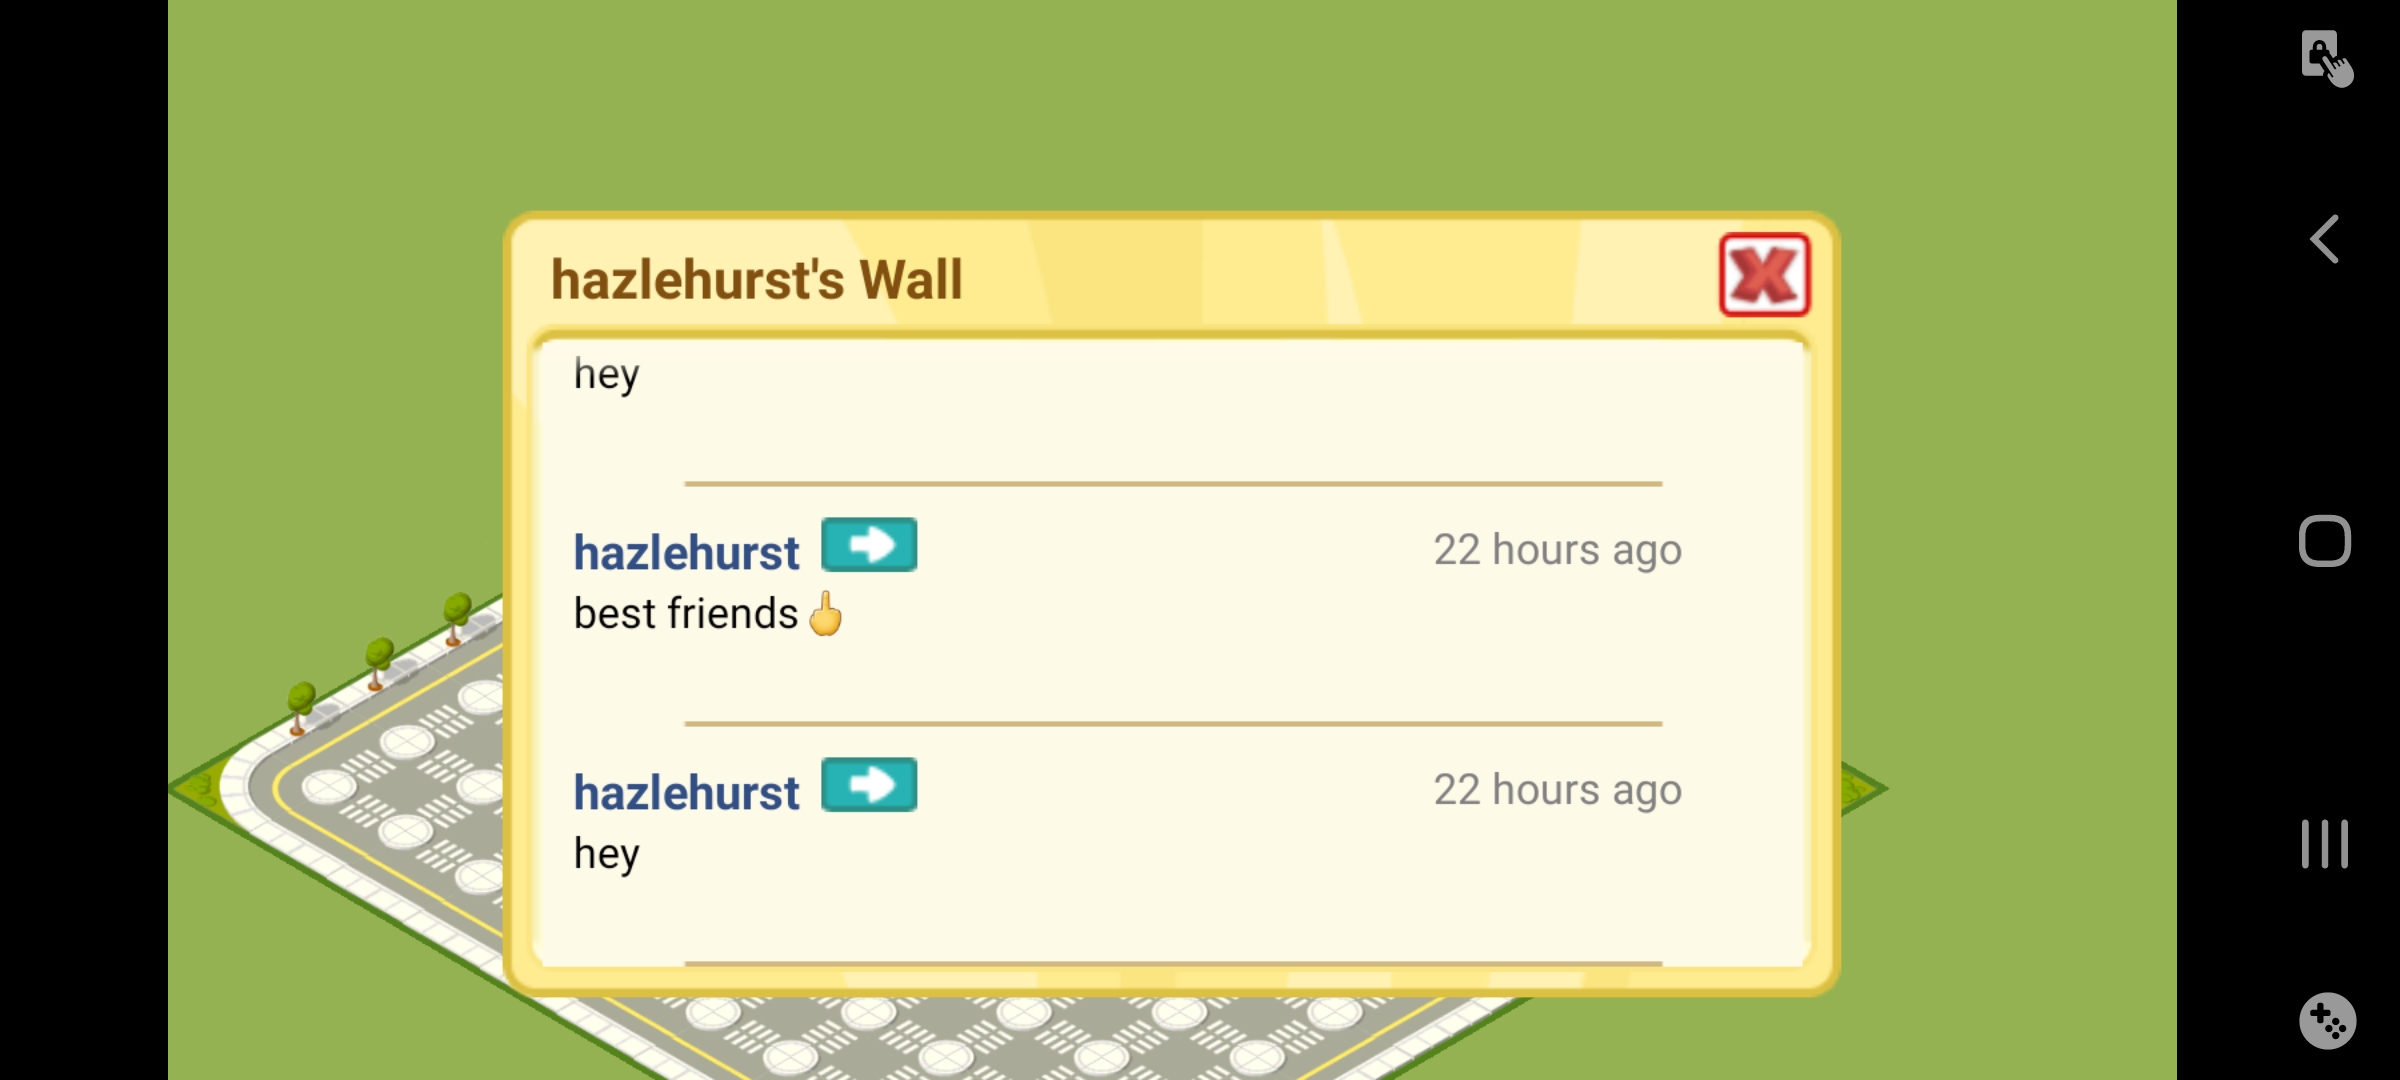 hazlehurst's Wall
hey
hazlehurst
22 hours ago
best friends🖕
hazlehurst
22 hours ago
hey